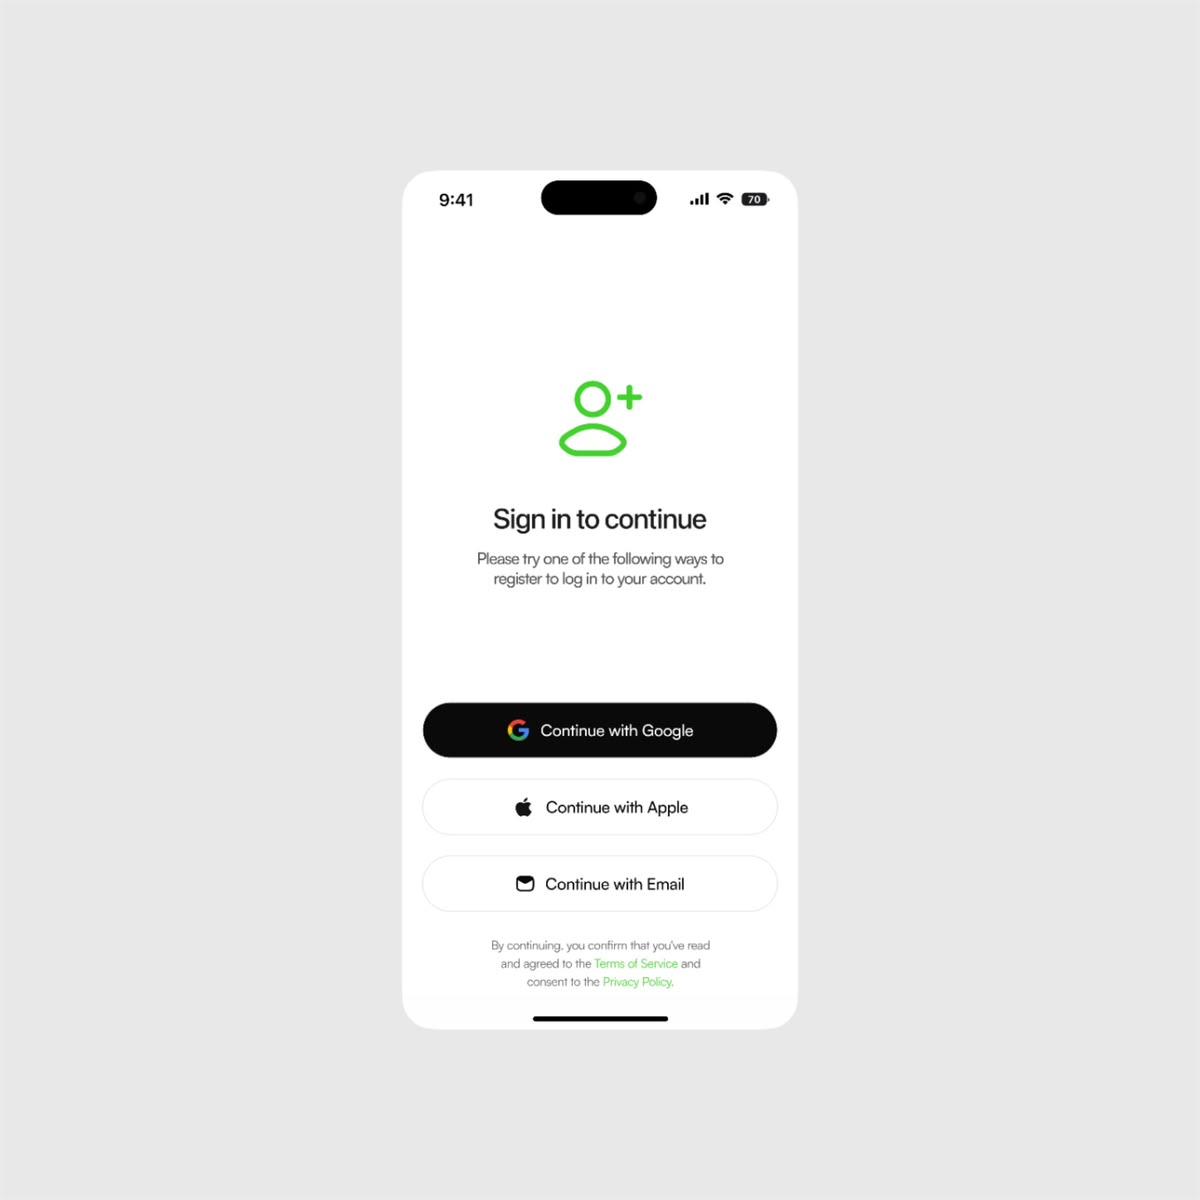 9:41
70
Sign in to continue
Please try one of the following ways to
register to log in to your account.
Continue with Google
Continue with Apple
Continue with Email
By continuing, you confirm that you've read
and agreed to the Terms of Service and
consent to the Privacy Policy.